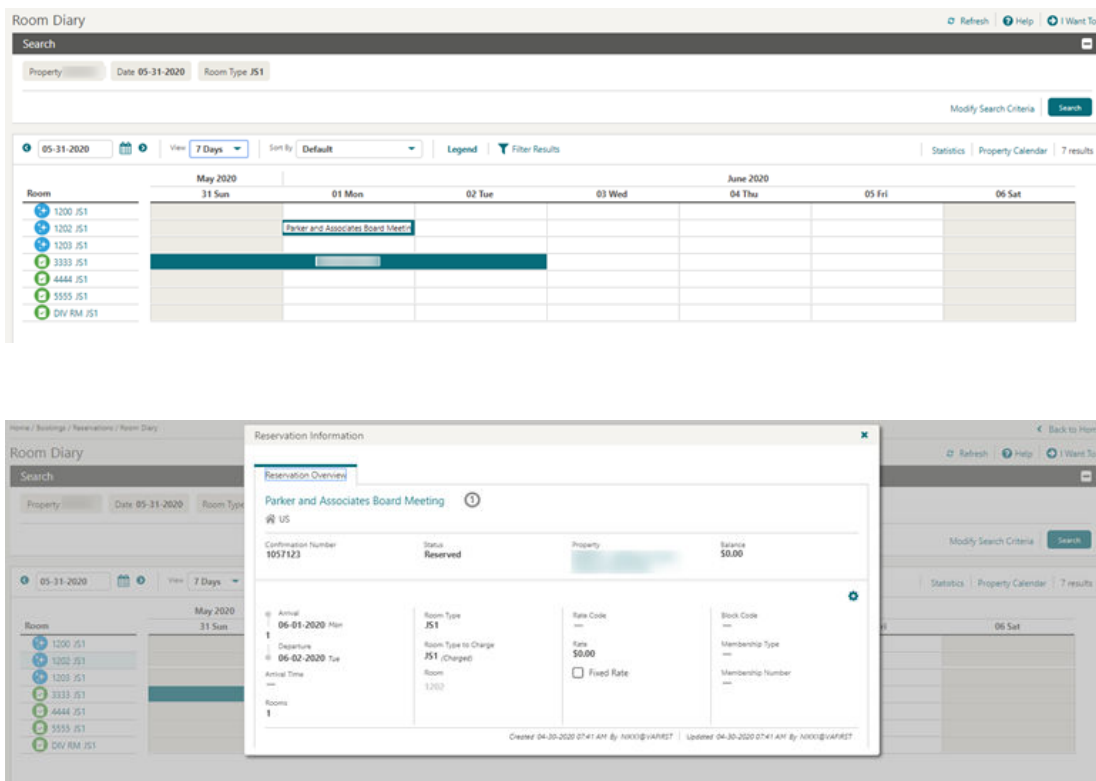 Room Diary
Refresh Help I Want To
Search
Property Date 05-31-2020 Room Type JS1
Modify Search Criteria Search
05-31-2020 View 7 Days Sort By Default Legend Filter Results Statistics Property Calendar 7 results
May 2020 June 2020
Room 31 Sun 01 Mon 02 Tue 03 Wed 04 Thu 05 Fri 06 Sat
1200 JS1
1202 JS1 Parker and Associates Board Meetin
1203 JS1
3333 JS1
4444 JS1
5555 JS1
DIV RM JS1
Home / Bookings / Reservations / Room Diary Back to Hom
Room Diary Refresh Help I Want To
Search
Property Date 05-31-2020 Room Type
Modify Search Criteria Search
05-31-2020 View 7 Days Statistics Property Calendar 7 results
May 2020
Room 31 Sun 06 Sat
1200 JS1
1202 JS1
1203 JS1
3333 JS1
4444 JS1
5555 JS1
DIV RM JS1
Reservation Information
Reservation Overview
Parker and Associates Board Meeting 1
US
Confirmation Number Status Property Balance
1057123 Reserved $0.00
Arrival Room Type Rate Code Block Code
06-01-2020 Mon JS1 — —
1
Departure Room Type to Charge Rate Membership Type
06-02-2020 Tue JS1 (Charged) $0.00 —
Arrival Time Room Fixed Rate Membership Number
— 1202 —
Rooms
1
Created 04-30-2020 07:41 AM By NIKKI@VAFIRST Updated 04-30-2020 07:41 AM By NIKKI@VAFIRST